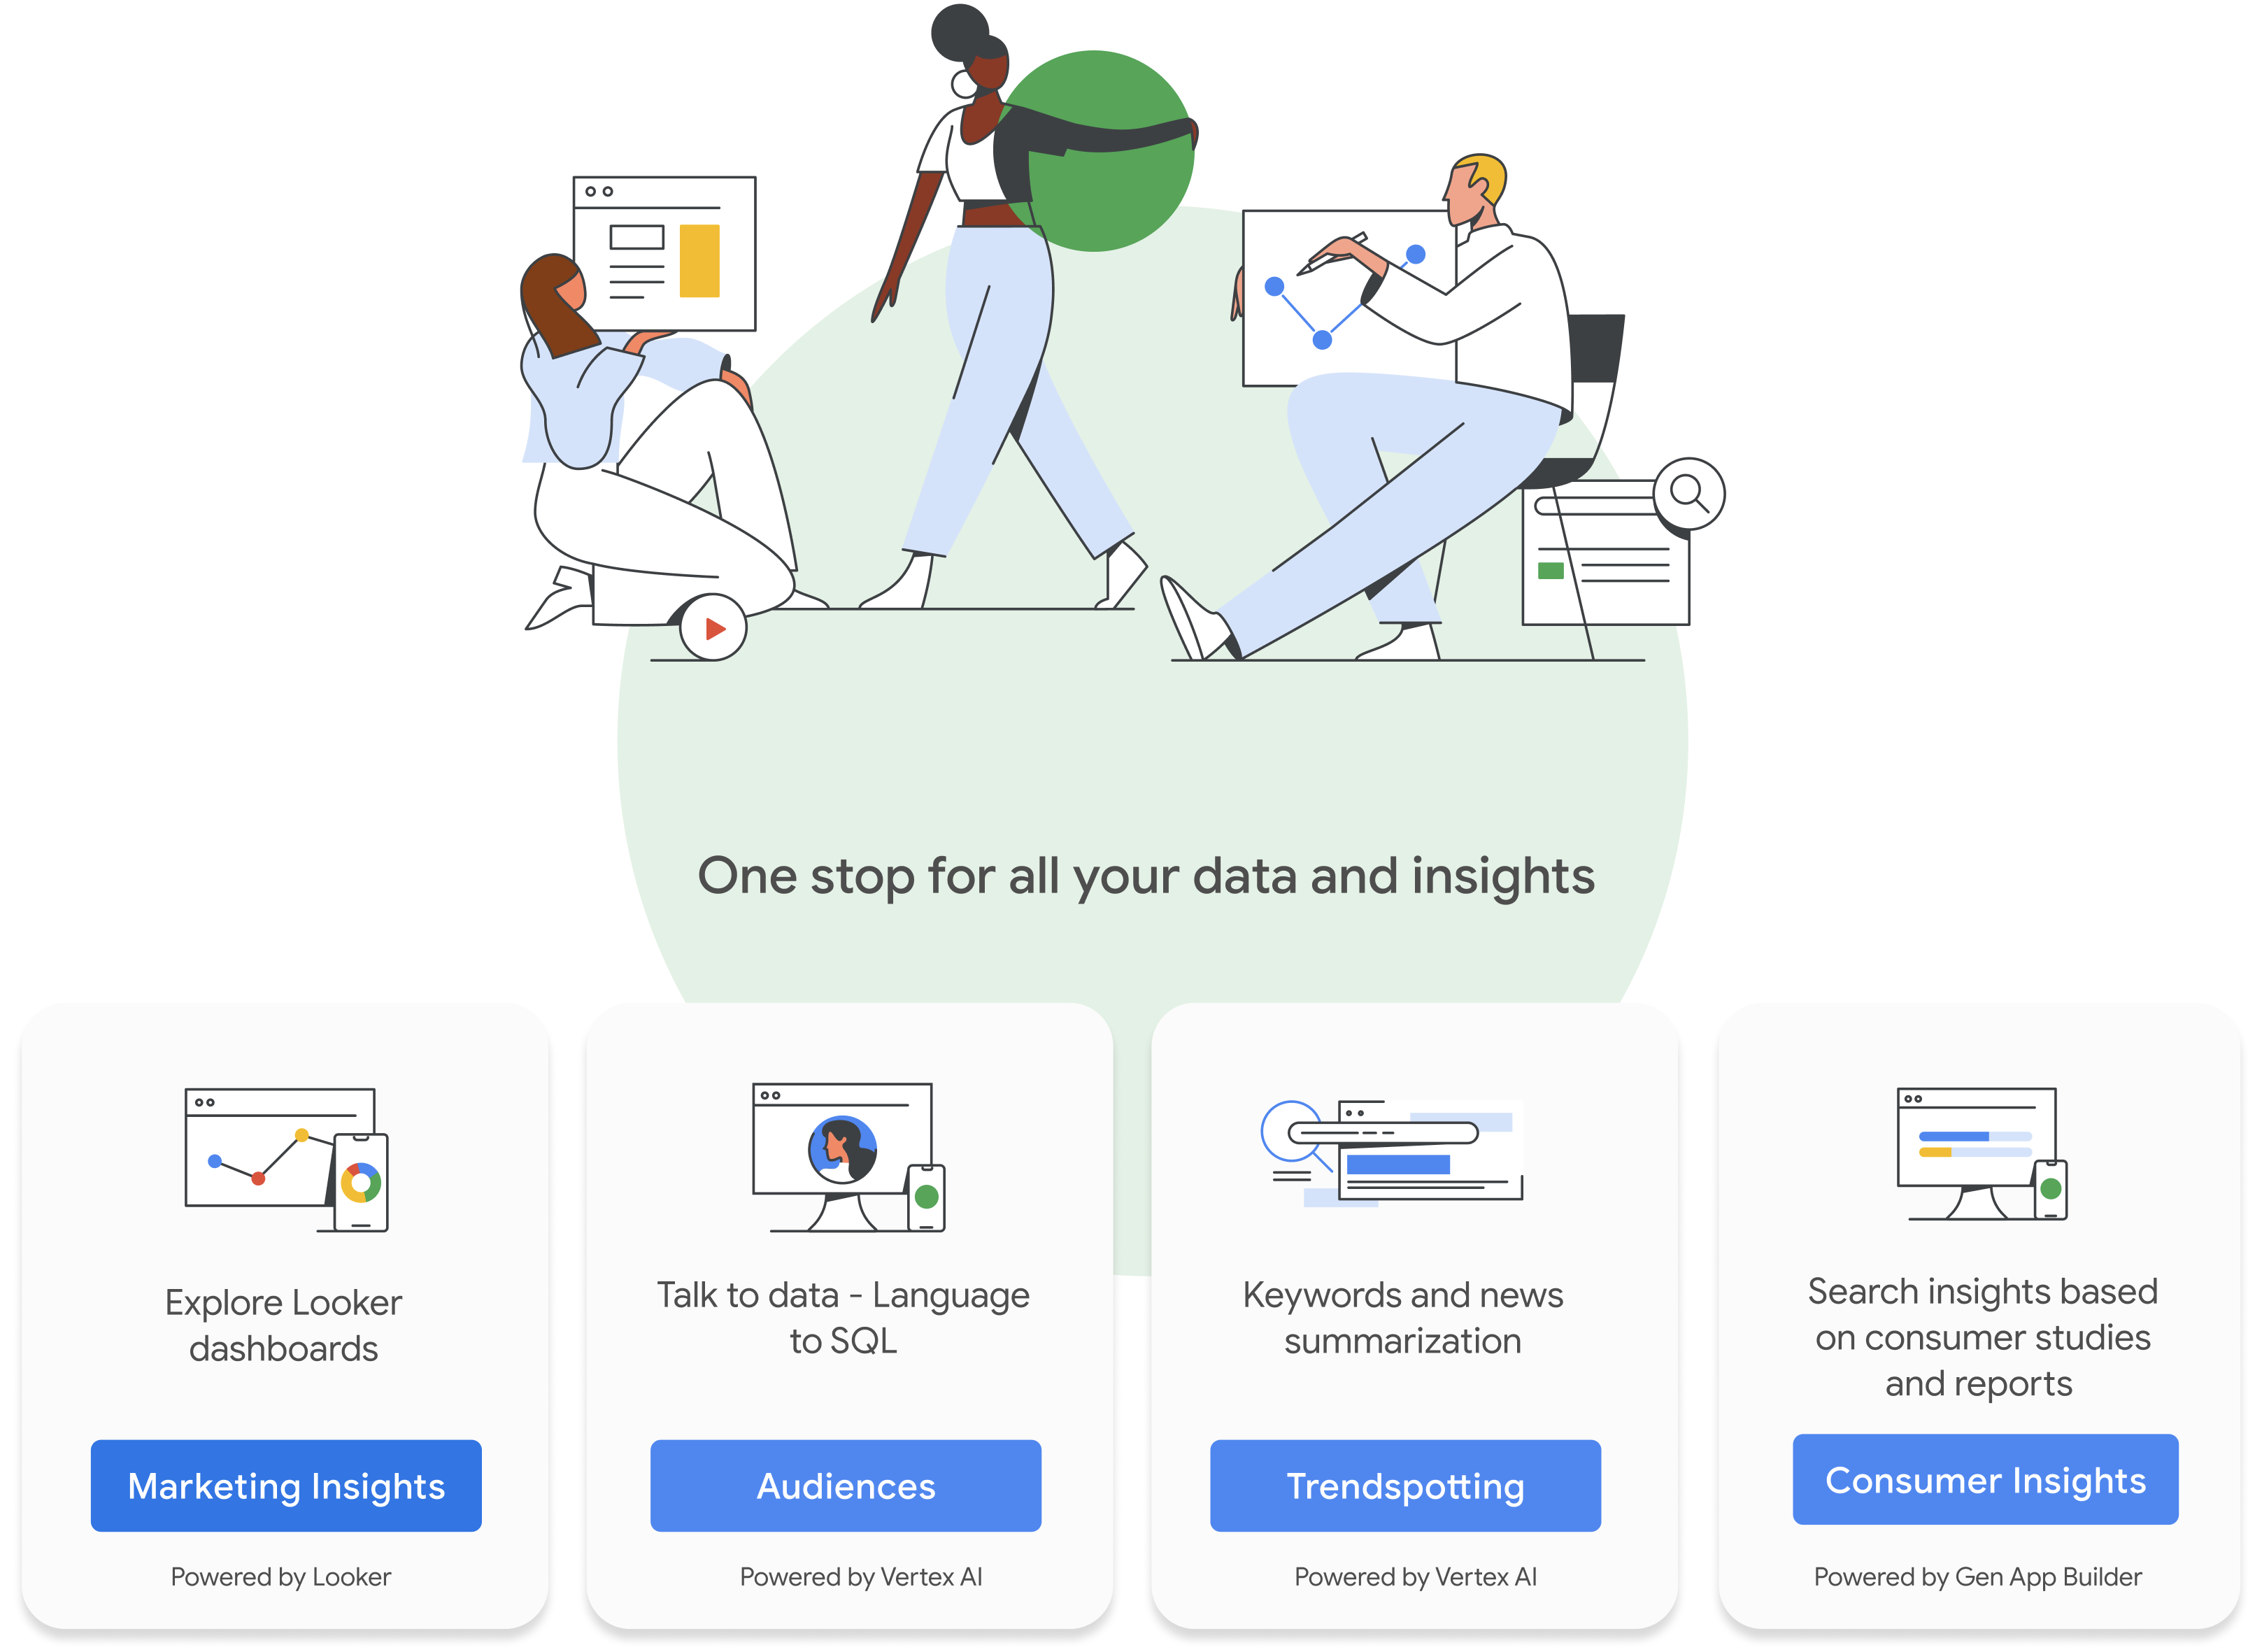 One stop for all your data and insights
Explore Looker
dashboards
Marketing Insights
Powered by Looker
Talk to data - Language
to SQL
Audiences
Powered by Vertex AI
Keywords and news
summarization
Trendspotting
Powered by Vertex AI
Search insights based
on consumer studies
and reports
Consumer Insights
Powered by Gen App Builder